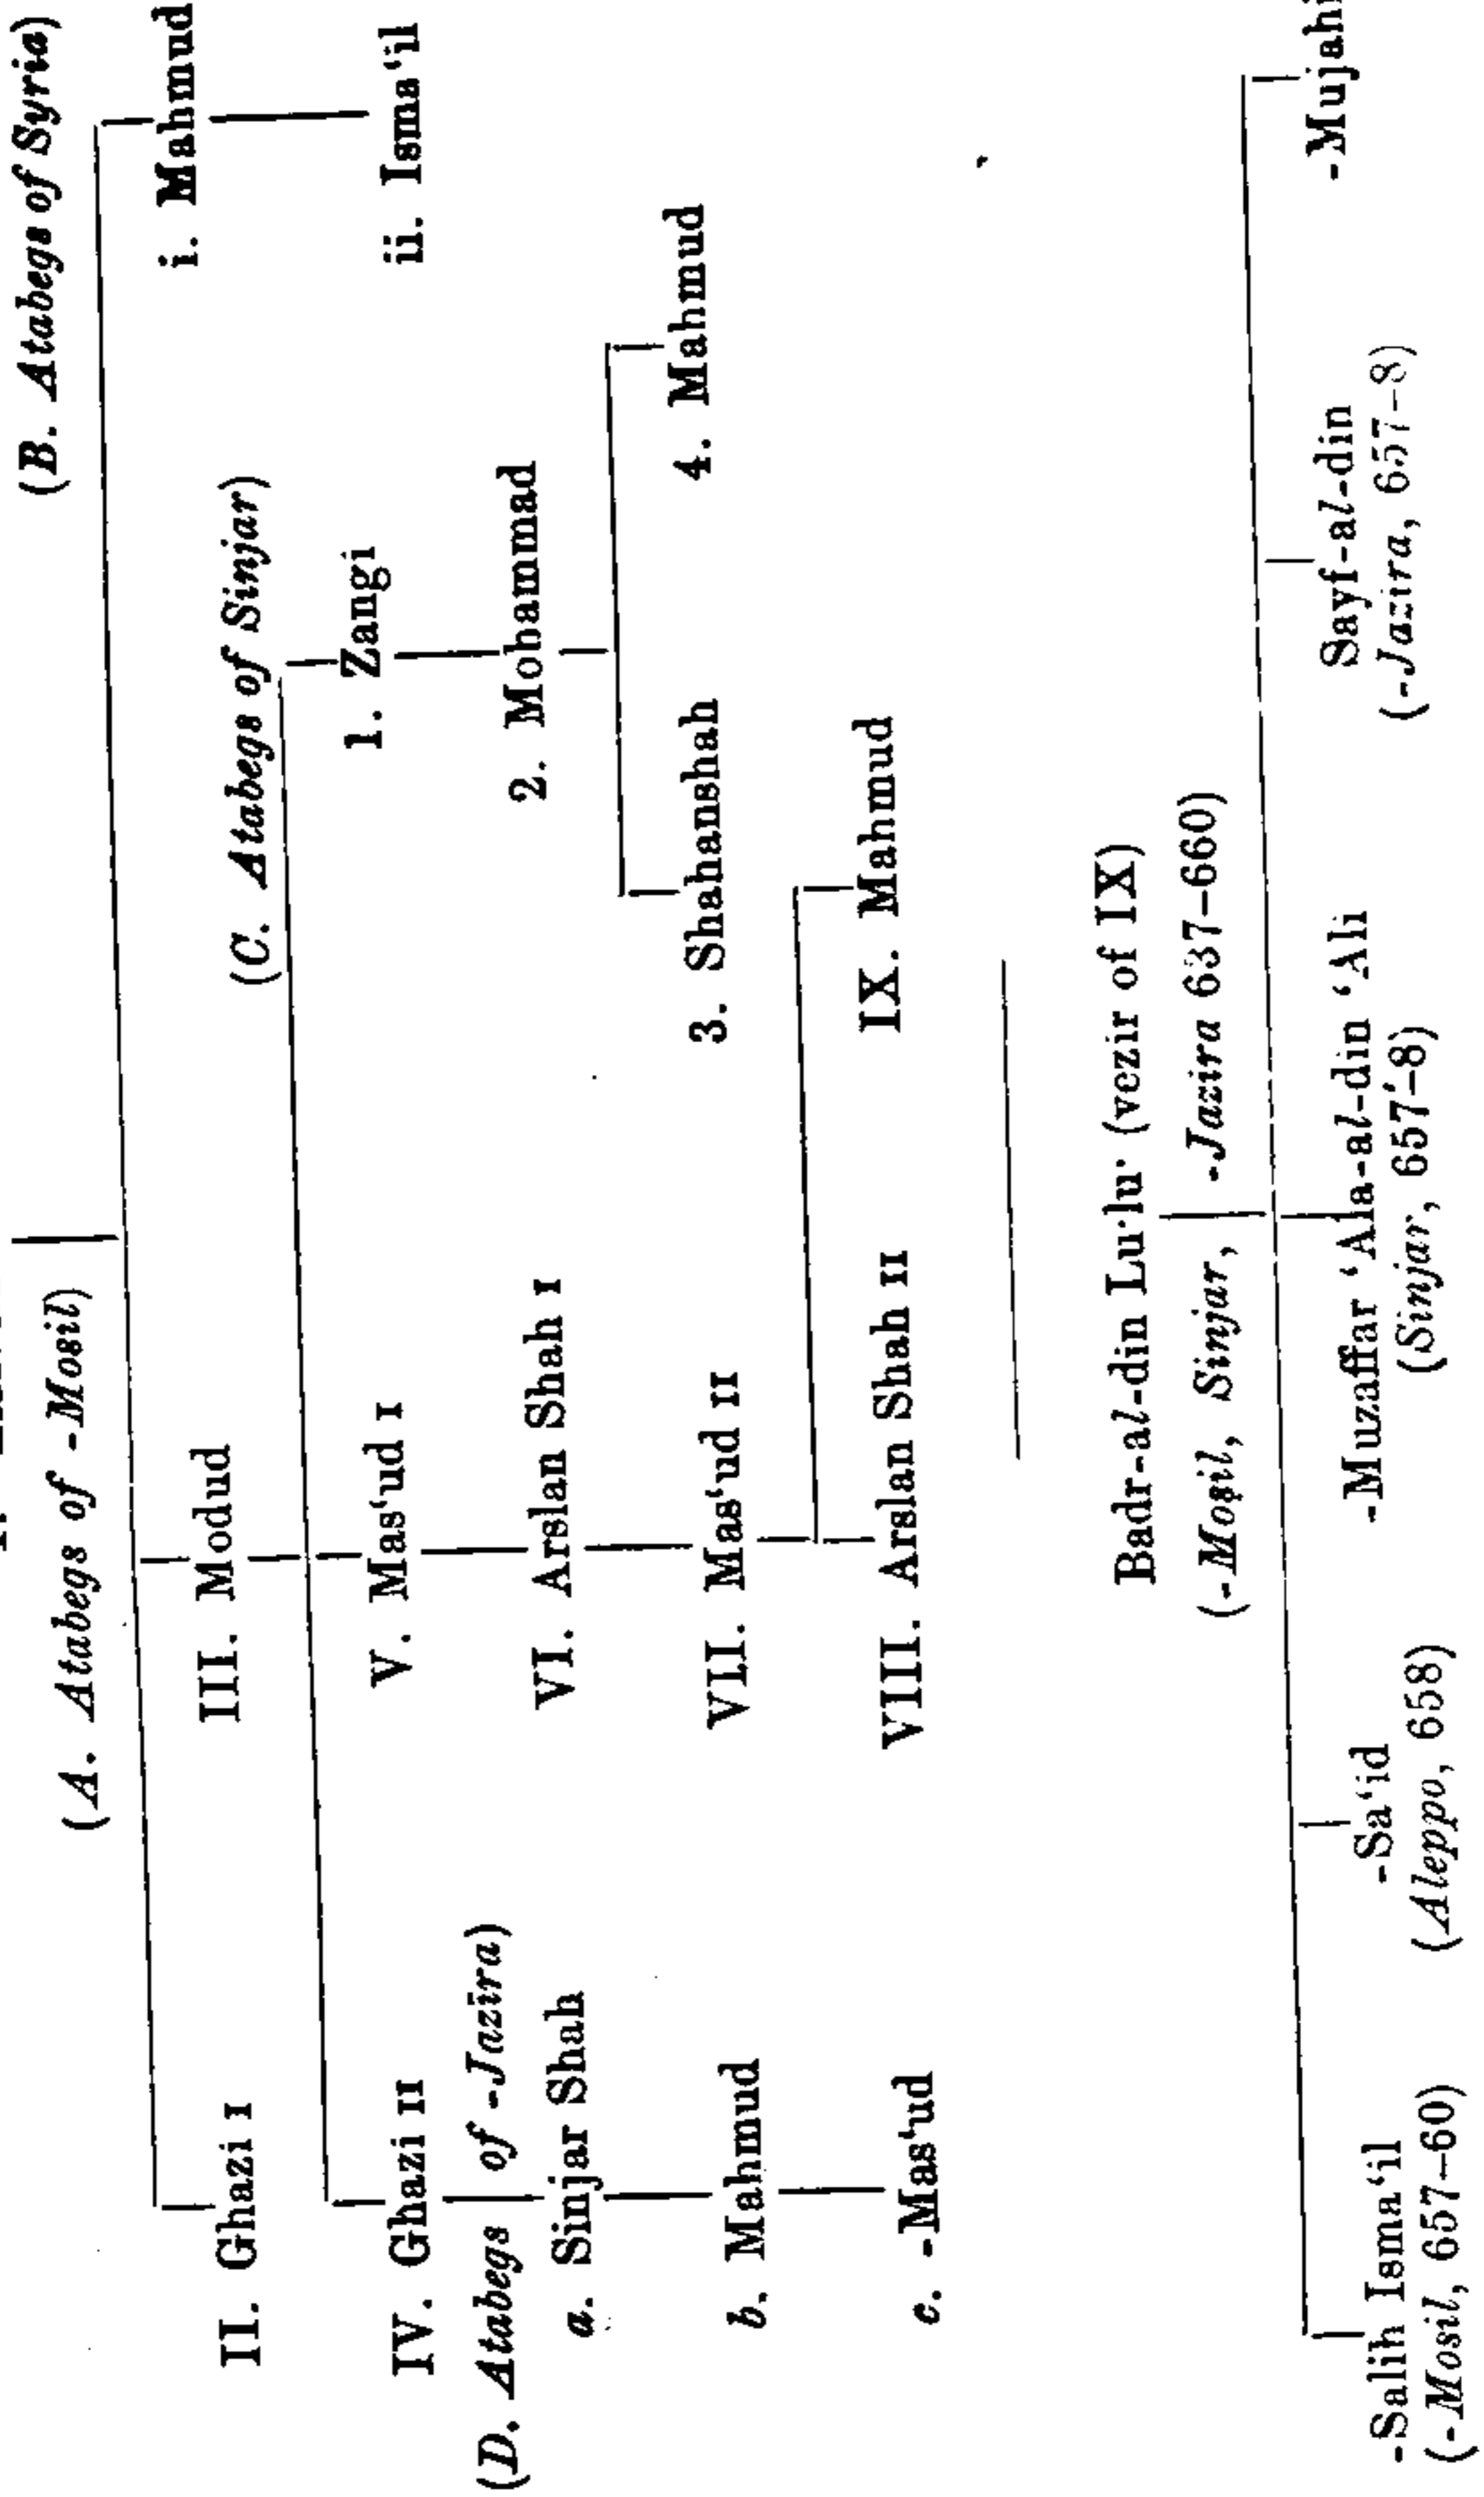 (A. Atabegs of -Mosil)
(B. Atabegs of Syria)
II. Ghazi I
III. Modud
i. Mahmud
(C. Atabegs of Sinjar)
IV. Ghazi II
V. Mas‘ud I
1. Zangi
ii. Isma‘il
(D. Atabegs of -Jazira)
a. Sinjar Shah
VI. Arslan Shah I
2. Mohammad
b. Mahmud
VII. Mas‘ud II
3. Shahanshah
4. Mahmud
c. -Mas‘ud
VIII. Arslan Shah II
IX. Mahmud
Badr-al-din Lu·lu· (vezir of IX)
(-Mosil, Sinjar, -Jazira 637–660)
-Salih Isma‘il
-Sa‘id
-Muzaffar ‘Ala-al-din ‘Ali
Sayf-al-din
(-Mosil, 657–60)
(Aleppo, 658)
(Sinjar, 657–8)
(-Jazira, 657–8)